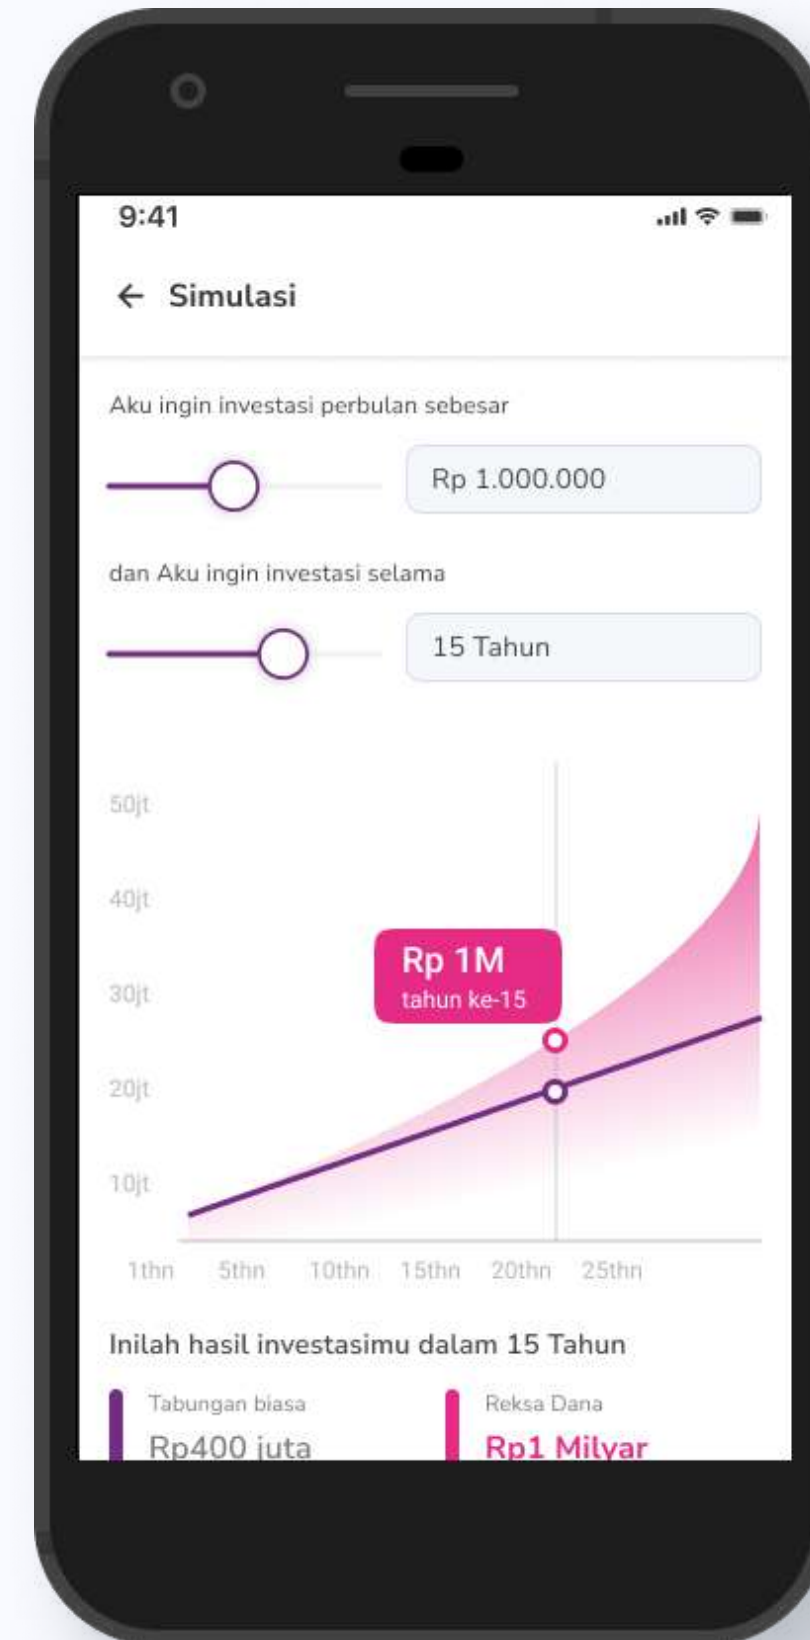 9:41
← Simulasi
Aku ingin investasi perbulan sebesar
Rp 1.000.000
dan Aku ingin investasi selama
15 Tahun
50jt
40jt
Rp 1M
tahun ke-15
30jt
20jt
10jt
1thn 5thn 10thn 15thn 20thn 25thn
Inilah hasil investasimu dalam 15 Tahun
Tabungan biasa
Rp400 juta
Reksa Dana
Rp1 Milyar